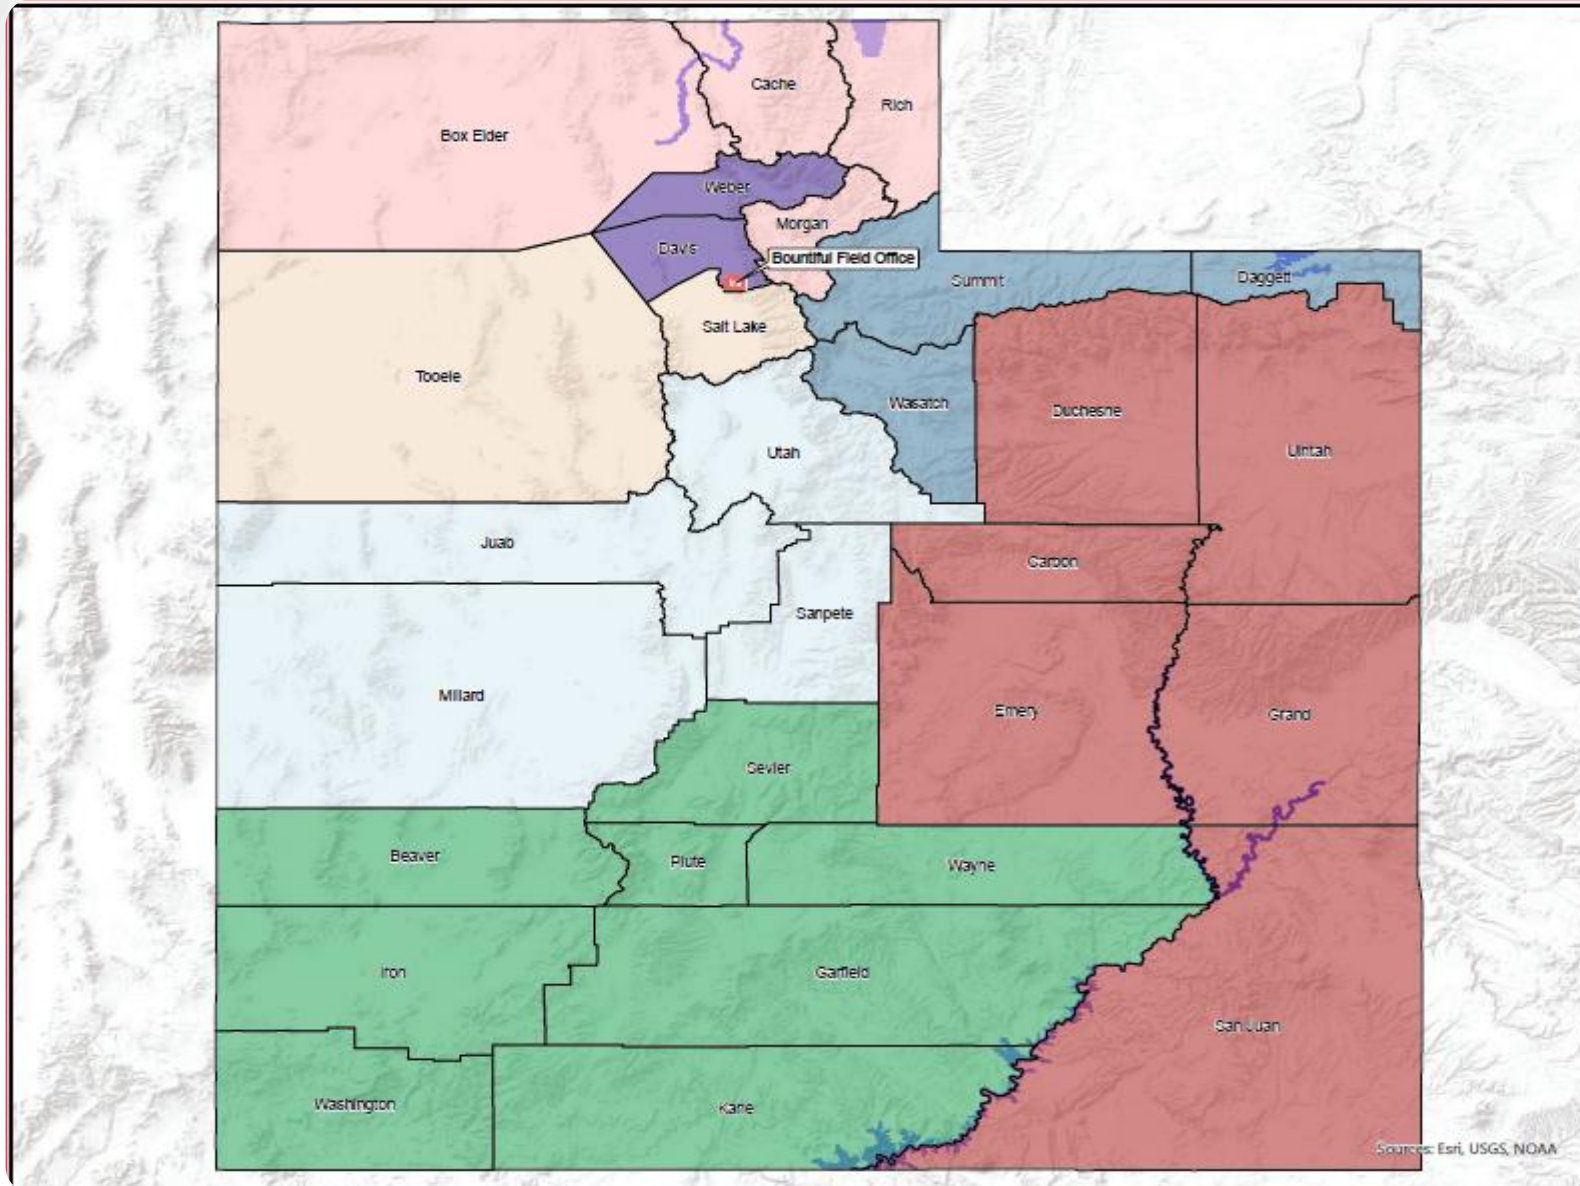 Cache
Rich
Box Elder
Weber
Morgan
Davis
Bountiful Field Office
Summit
Daggett
Salt Lake
Tooele
Wasatch
Duchesne
Utah
Uintah
Juab
Carbon
Sanpete
Millard
Emery
Grand
Sevier
Beaver
Piute
Wayne
Iron
Garfield
San Juan
Washington
Kane
Sources: Esri, USGS, NOAA